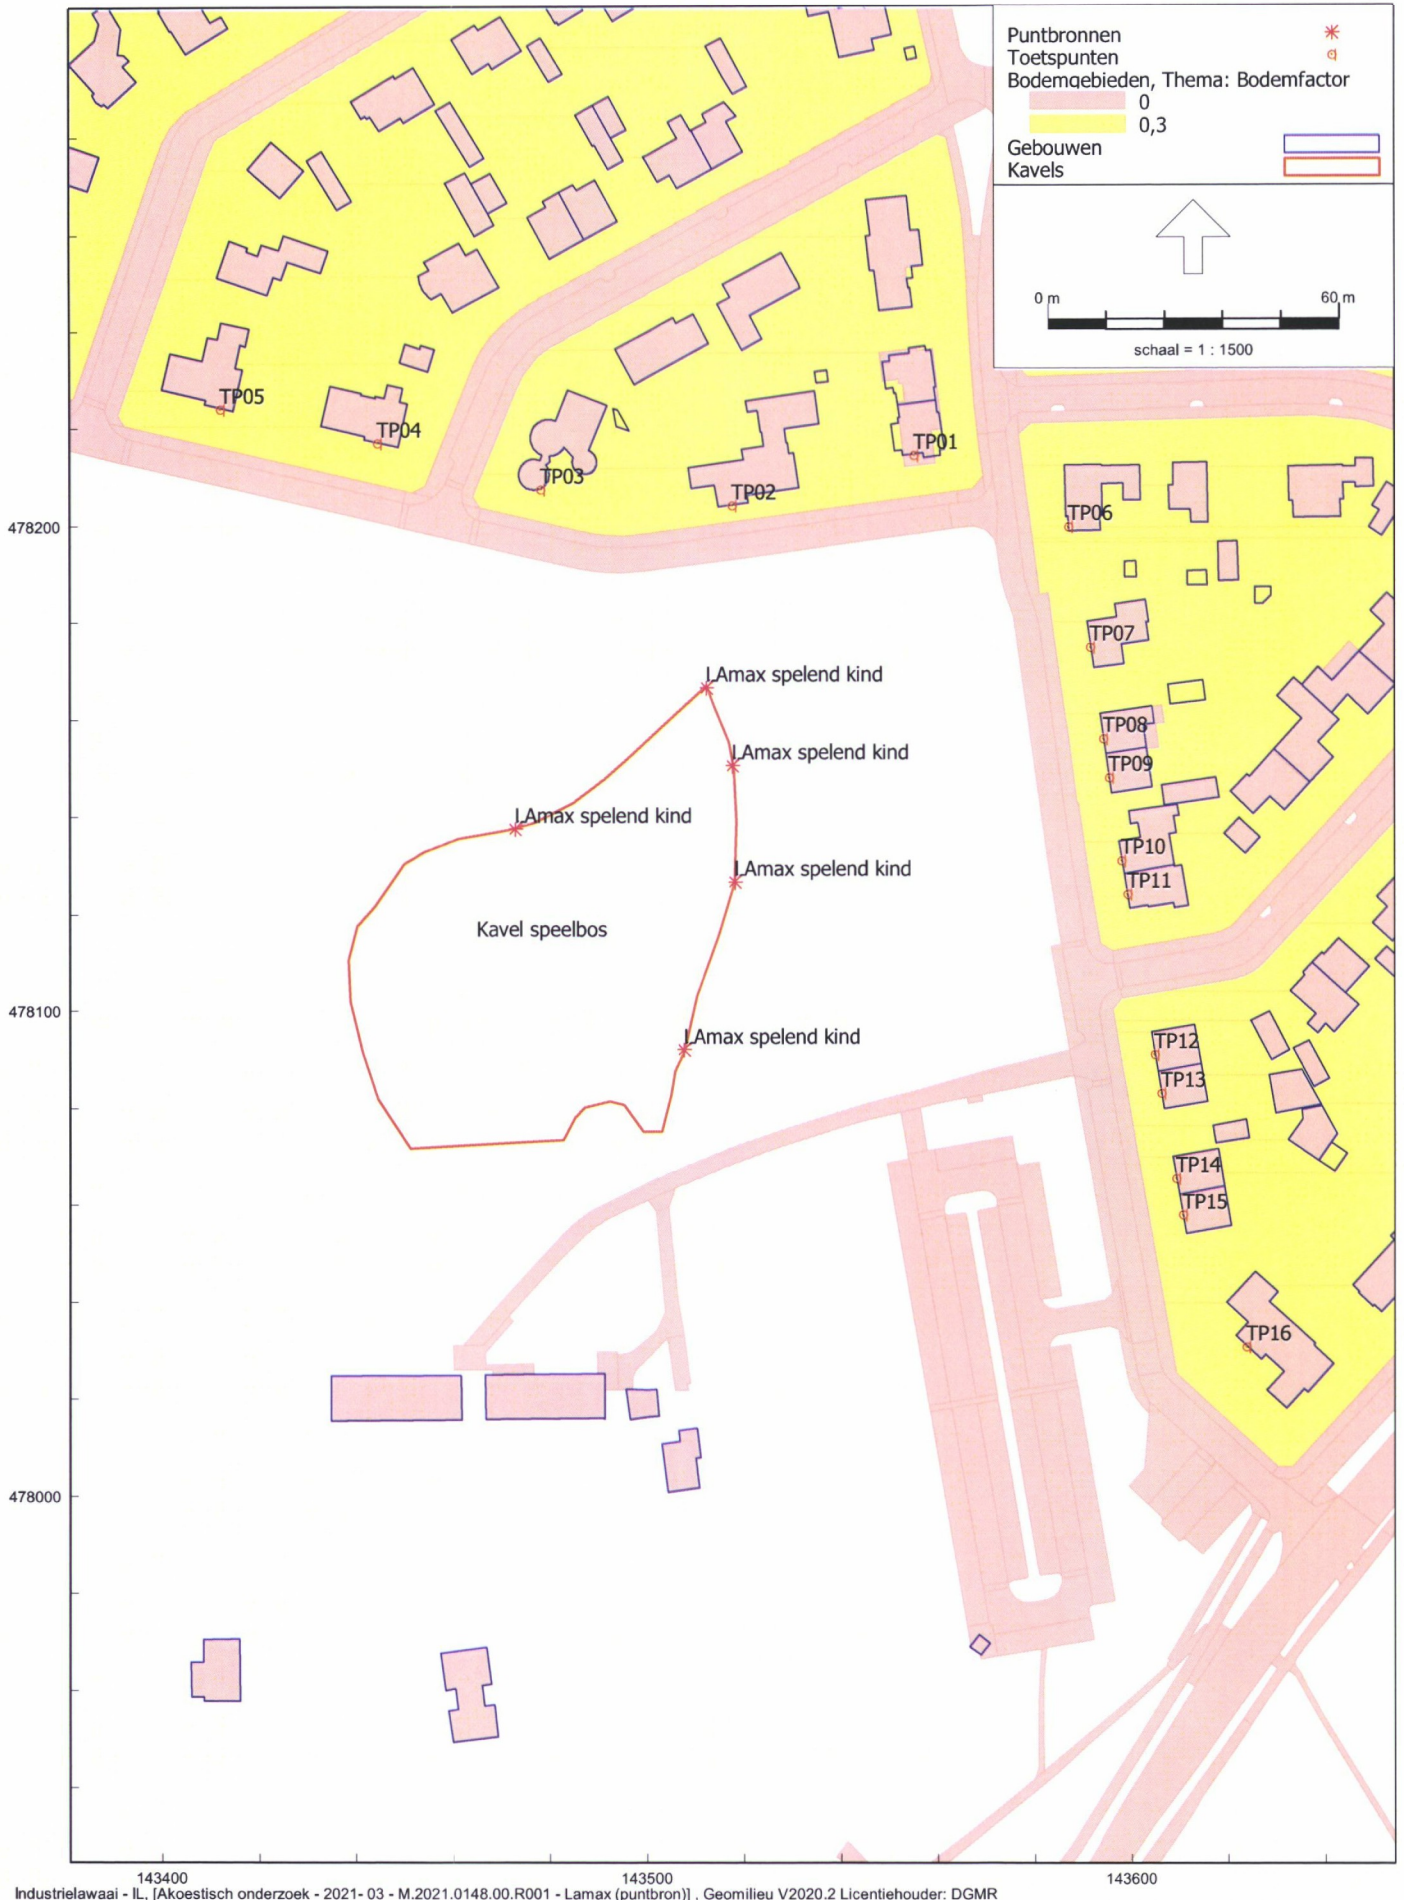 Puntbronnen
Toetspunten
Bodemgebieden, Thema: Bodemfactor
0
0,3
Gebouwen
Kavels
0 m 60 m
schaal = 1 : 1500
TP05
TP04
TP03
TP02
TP01
478200
TP06
TP07
LAmax spelend kind
TP08
LAmax spelend kind
TP09
LAmax spelend kind
TP10
LAmax spelend kind
TP11
Kavel speelbos
478100
LAmax spelend kind
TP12
TP13
TP14
TP15
TP16
478000
143400 143500 143600
Industrielawaai - IL, [Akoestisch onderzoek - 2021- 03 - M.2021.0148.00.R001 - Lamax (puntbron)] , Geomilieu V2020.2 Licentiehouder: DGMR